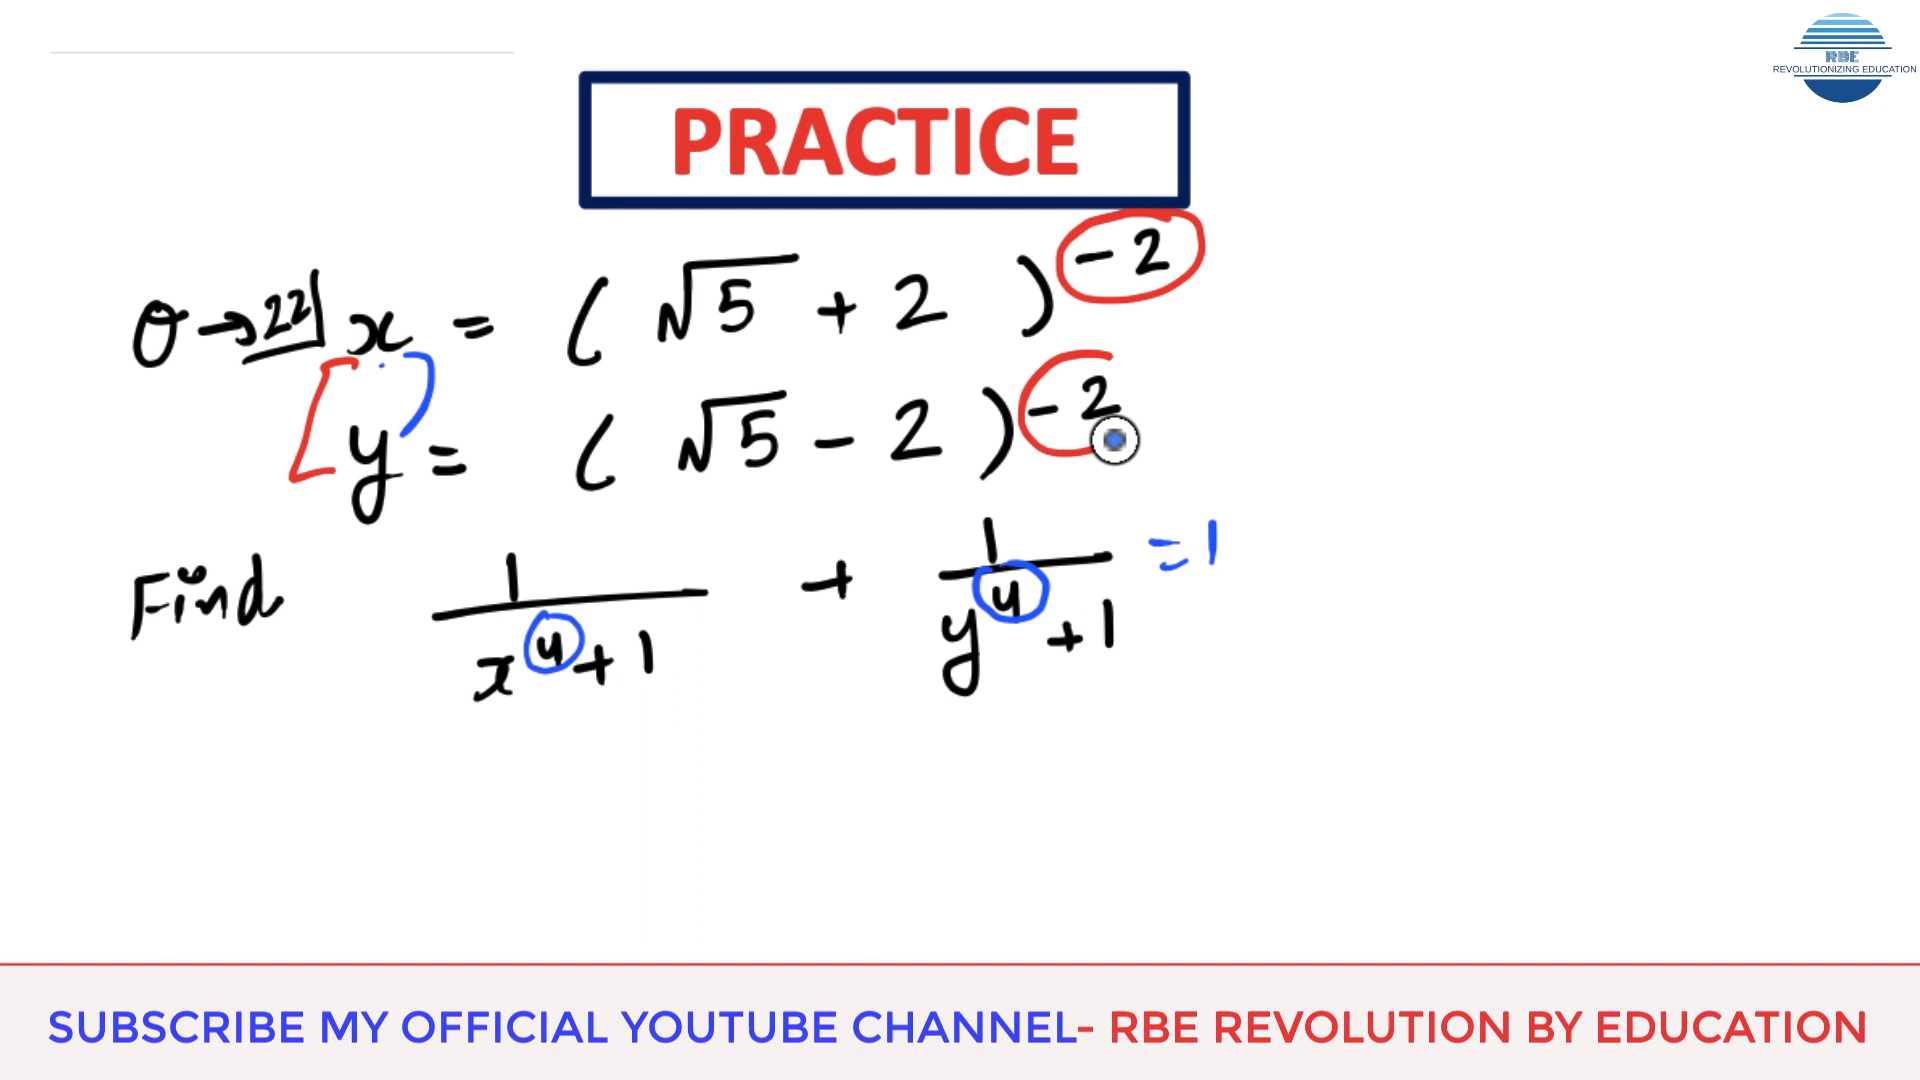 RBE
REVOLUTIONIZING EDUCATION
PRACTICE
Q→22| x = (√5 + 2)^-2
y = (√5 - 2)^-2
Find 1/(x^4+1) + 1/(y^4+1) = 1
SUBSCRIBE MY OFFICIAL YOUTUBE CHANNEL- RBE REVOLUTION BY EDUCATION